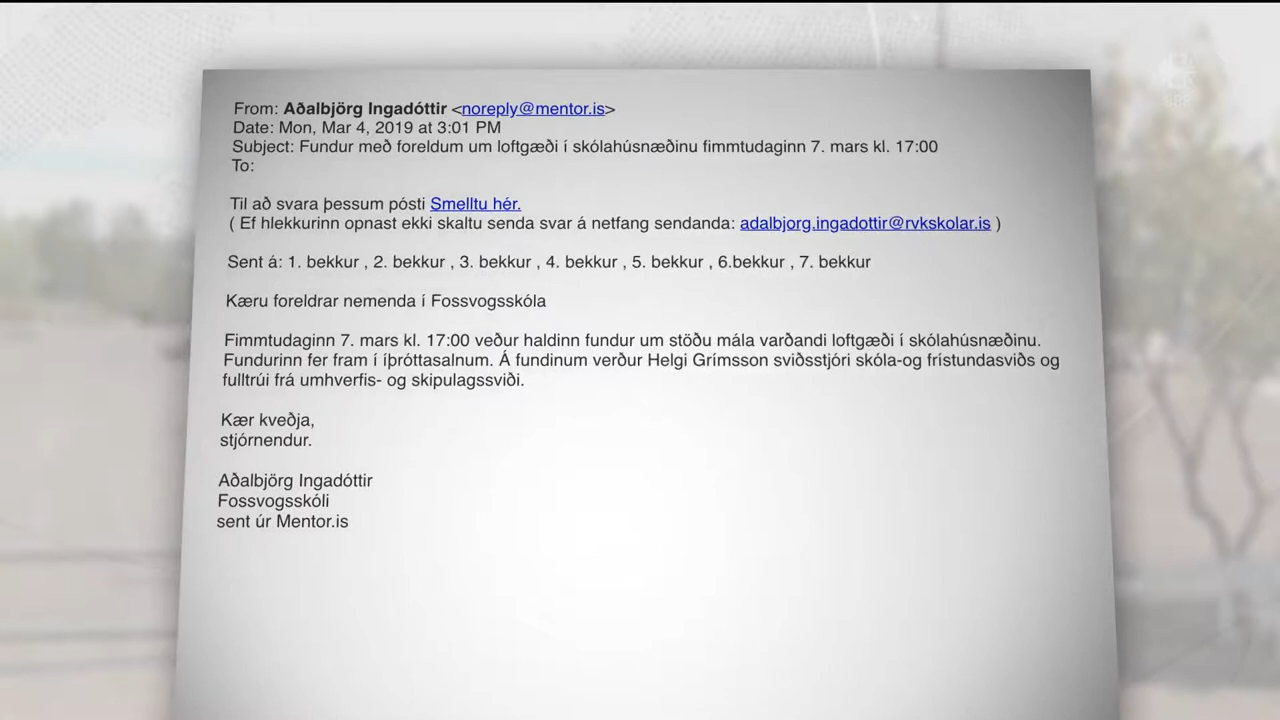 From: Aðalbjörg Ingadóttir <noreply@mentor.is>
Date: Mon, Mar 4, 2019 at 3:01 PM
Subject: Fundur með foreldum um loftgæði í skólahúsnæðinu fimmtudaginn 7. mars kl. 17:00
To:
Til að svara þessum pósti Smelltu hér.
( Ef hlekkurinn opnast ekki skaltu senda svar á netfang sendanda: adalbjorg.ingadottir@rvkskolar.is )
Sent á: 1. bekkur , 2. bekkur , 3. bekkur , 4. bekkur , 5. bekkur , 6.bekkur , 7. bekkur
Kæru foreldrar nemenda í Fossvogsskóla
Fimmtudaginn 7. mars kl. 17:00 veður haldinn fundur um stöðu mála varðandi loftgæði í skólahúsnæðinu.
Fundurinn fer fram í íþróttasalnum. Á fundinum verður Helgi Grímsson sviðsstjóri skóla-og frístundasviðs og
fulltrúi frá umhverfis- og skipulagssviði.
Kær kveðja,
stjórnendur.
Aðalbjörg Ingadóttir
Fossvogsskóli
sent úr Mentor.is